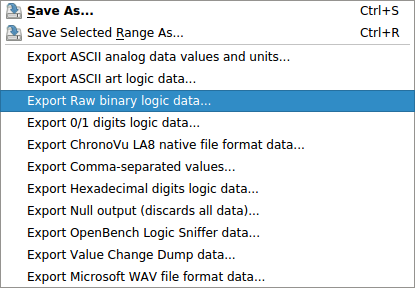 Save As... Ctrl+S
Save Selected Range As... Ctrl+R
Export ASCII analog data values and units...
Export ASCII art logic data...
Export Raw binary logic data...
Export 0/1 digits logic data...
Export ChronoVu LA8 native file format data...
Export Comma-separated values...
Export Hexadecimal digits logic data...
Export Null output (discards all data)...
Export OpenBench Logic Sniffer data...
Export Value Change Dump data...
Export Microsoft WAV file format data...